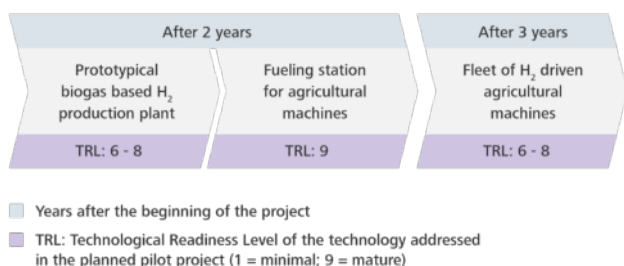 After 2 years
After 3 years
Prototypical
biogas based H₂
production plant
Fueling station
for agricultural
machines
Fleet of H₂ driven
agricultural
machines
TRL: 6 - 8
TRL: 9
TRL: 6 - 8
Years after the beginning of the project
TRL: Technological Readiness Level of the technology addressed
in the planned pilot project (1 = minimal; 9 = mature)